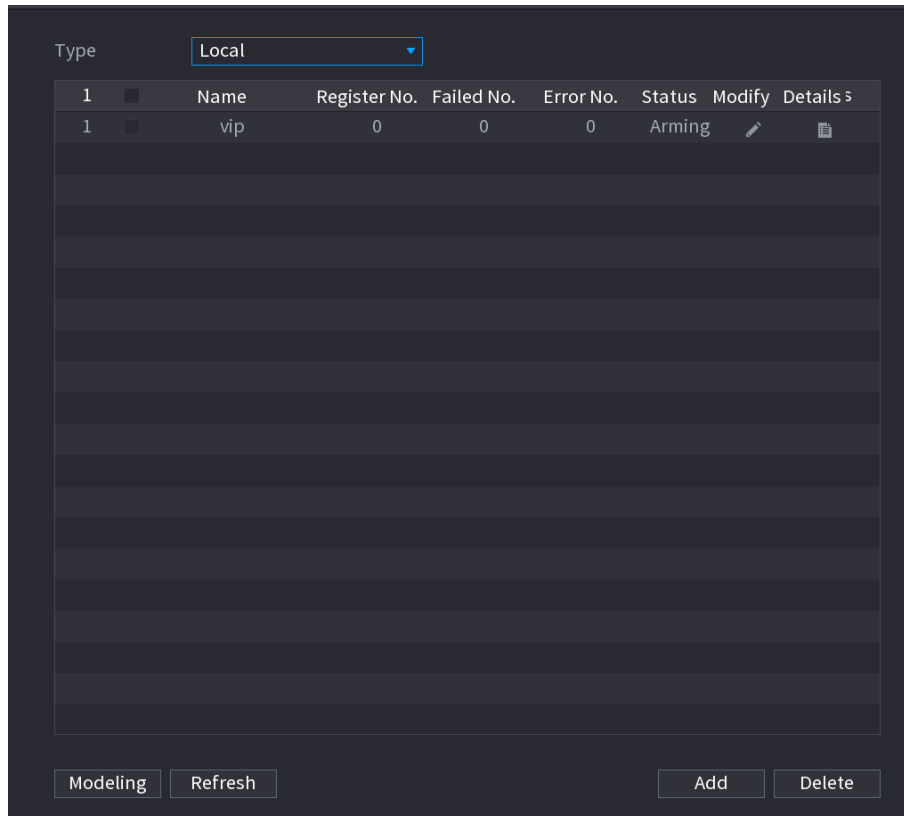 Type Local
1 Name Register No. Failed No. Error No. Status Modify Details s
1 vip 0 0 0 Arming
Modeling Refresh Add Delete